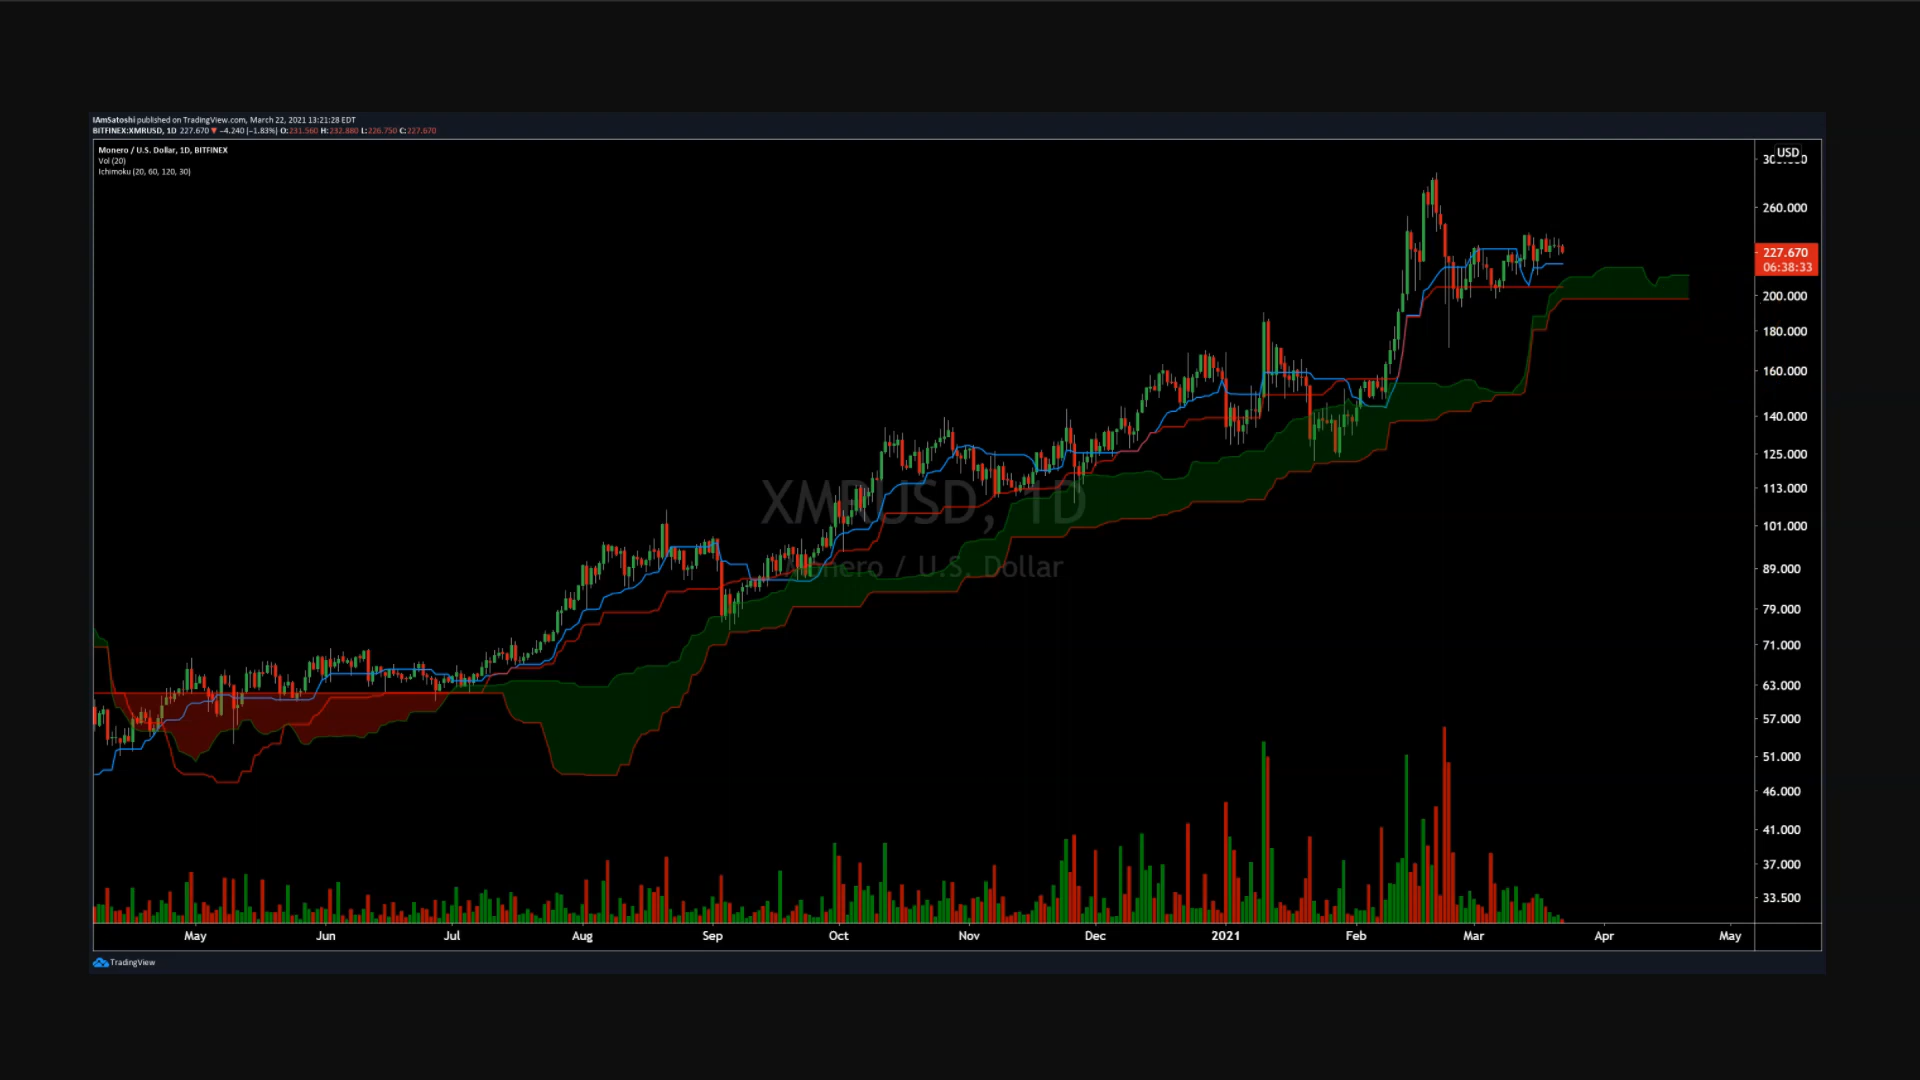 IAmSatoshi published on TradingView.com, March 22, 2021 13:21:28 EDT
BITFINEX:XMRUSD, 1D 227.670 ▼ −4.240 (−1.83%) O:231.560 H:232.880 L:226.750 C:227.670
Monero / U.S. Dollar, 1D, BITFINEX
Vol (20)
Ichimoku (20, 60, 120, 30)
XMRUSD, 1D
Monero / U.S. Dollar
USD
260.000
227.670
06:38:33
200.000
180.000
160.000
140.000
125.000
113.000
101.000
89.000
79.000
71.000
63.000
57.000
51.000
46.000
41.000
37.000
33.500
May Jun Jul Aug Sep Oct Nov Dec 2021 Feb Mar Apr May
TradingView